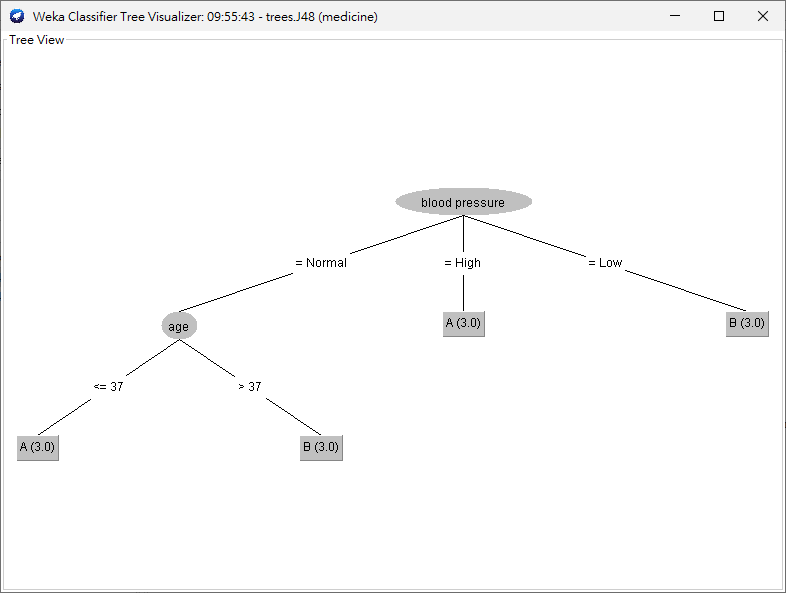 Weka Classifier Tree Visualizer: 09:55:43 - trees.J48 (medicine)
Tree View
blood pressure
= Normal
= High
= Low
age
A (3.0)
B (3.0)
<= 37
> 37
A (3.0)
B (3.0)